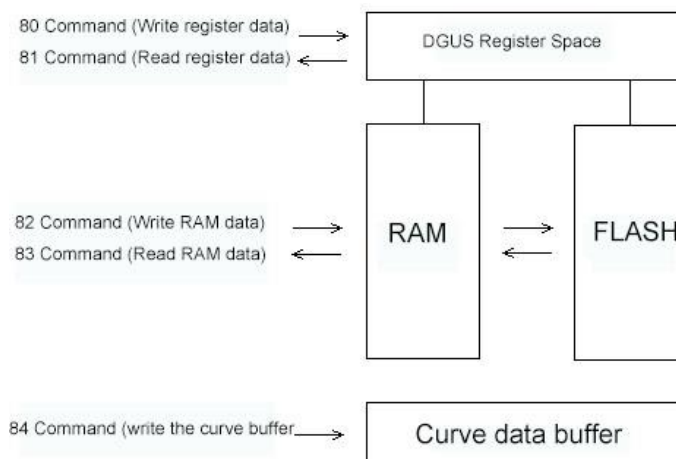 80 Command (Write register data)
DGUS Register Space
81 Command (Read register data)
82 Command (Write RAM data)
RAM
FLASH
83 Command (Read RAM data)
84 Command (write the curve buffer
Curve data buffer